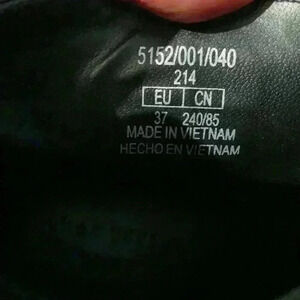 5152/001/040
214
EU CN
37 240/85
MADE IN VIETNAM
HECHO EN VIETNAM